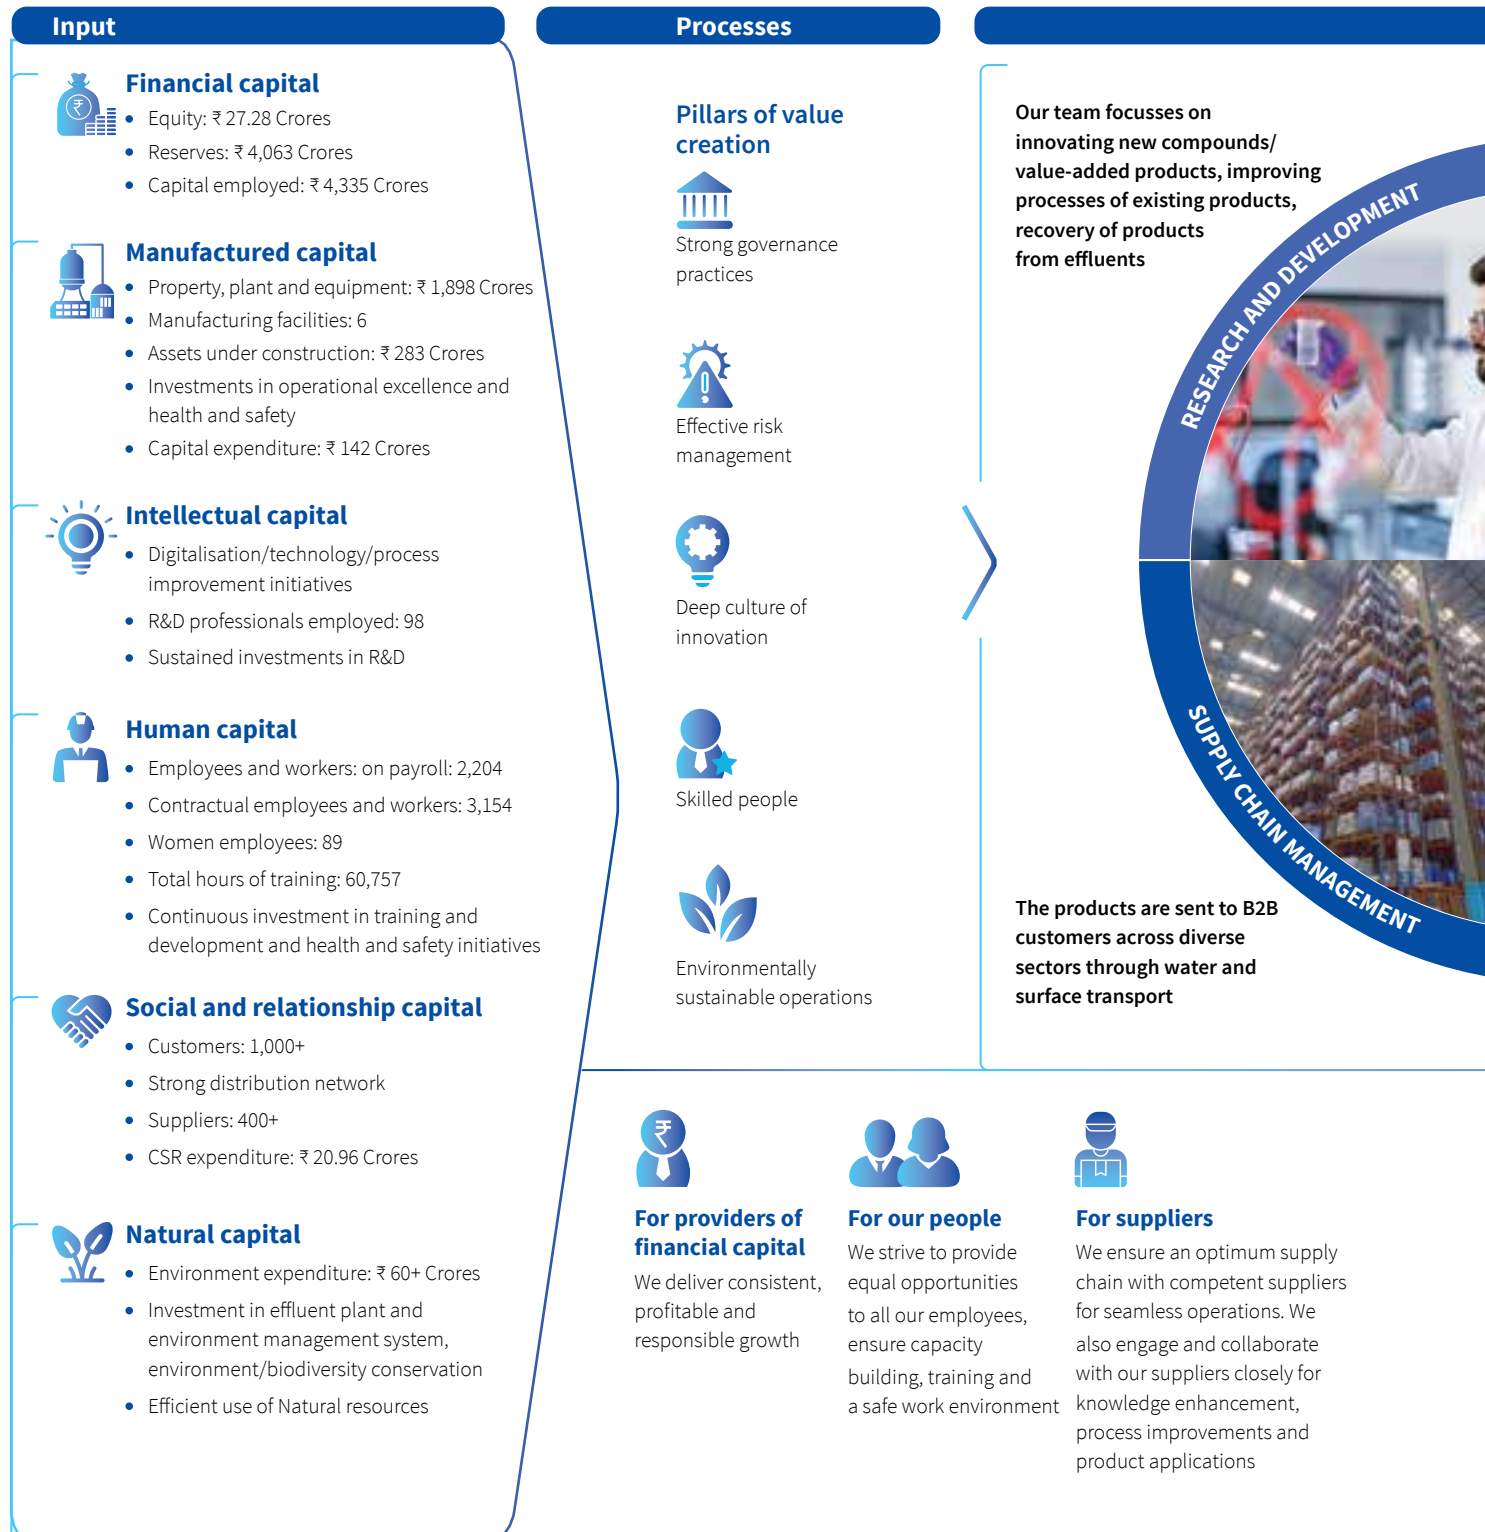 Input
Financial capital
Equity: ₹ 27.28 Crores
Reserves: ₹ 4,063 Crores
Capital employed: ₹ 4,335 Crores
Manufactured capital
Property, plant and equipment: ₹ 1,898 Crores
Manufacturing facilities: 6
Assets under construction: ₹ 283 Crores
Investments in operational excellence and
health and safety
Capital expenditure: ₹ 142 Crores
Intellectual capital
Digitalisation/technology/process
improvement initiatives
R&D professionals employed: 98
Sustained investments in R&D
Human capital
Employees and workers: on payroll: 2,204
Contractual employees and workers: 3,154
Women employees: 89
Total hours of training: 60,757
Continuous investment in training and
development and health and safety initiatives
Social and relationship capital
Customers: 1,000+
Strong distribution network
Suppliers: 400+
CSR expenditure: ₹ 20.96 Crores
Natural capital
Environment expenditure: ₹ 60+ Crores
Investment in effluent plant and
environment management system,
environment/biodiversity conservation
Efficient use of Natural resources
Processes
Pillars of value
creation
Strong governance
practices
Effective risk
management
Deep culture of
innovation
Skilled people
Environmentally
sustainable operations
Our team focusses on
innovating new compounds/
value-added products, improving
processes of existing products,
recovery of products
from effluents
RESEARCH AND DEVELOPMENT
SUPPLY CHAIN MANAGEMENT
The products are sent to B2B
customers across diverse
sectors through water and
surface transport
For providers of
financial capital
We deliver consistent,
profitable and
responsible growth
For our people
We strive to provide
equal opportunities
to all our employees,
ensure capacity
building, training and
a safe work environment
For suppliers
We ensure an optimum supply
chain with competent suppliers
for seamless operations. We
also engage and collaborate
with our suppliers closely for
knowledge enhancement,
process improvements and
product applications